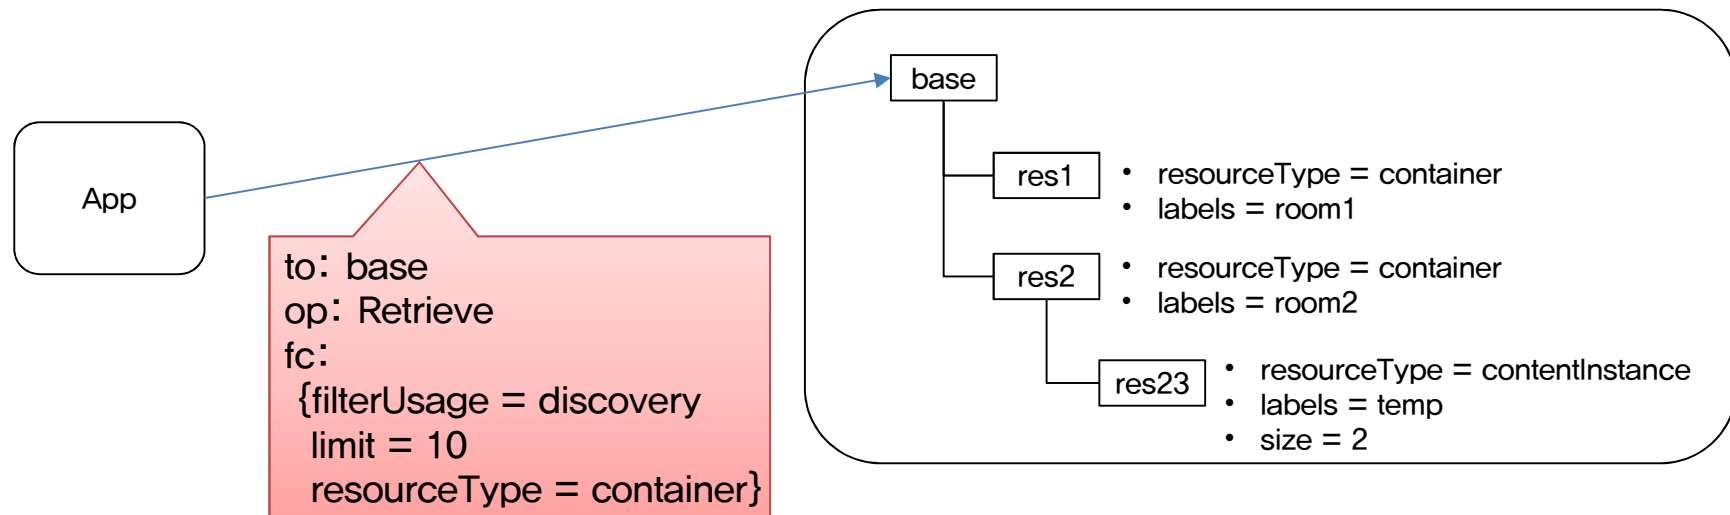 base
App
res1
• resourceType = container
• labels = room1
to: base
op: Retrieve
fc:
{filterUsage = discovery
limit = 10
resourceType = container}
res2
• resourceType = container
• labels = room2
res23
• resourceType = contentInstance
• labels = temp
• size = 2